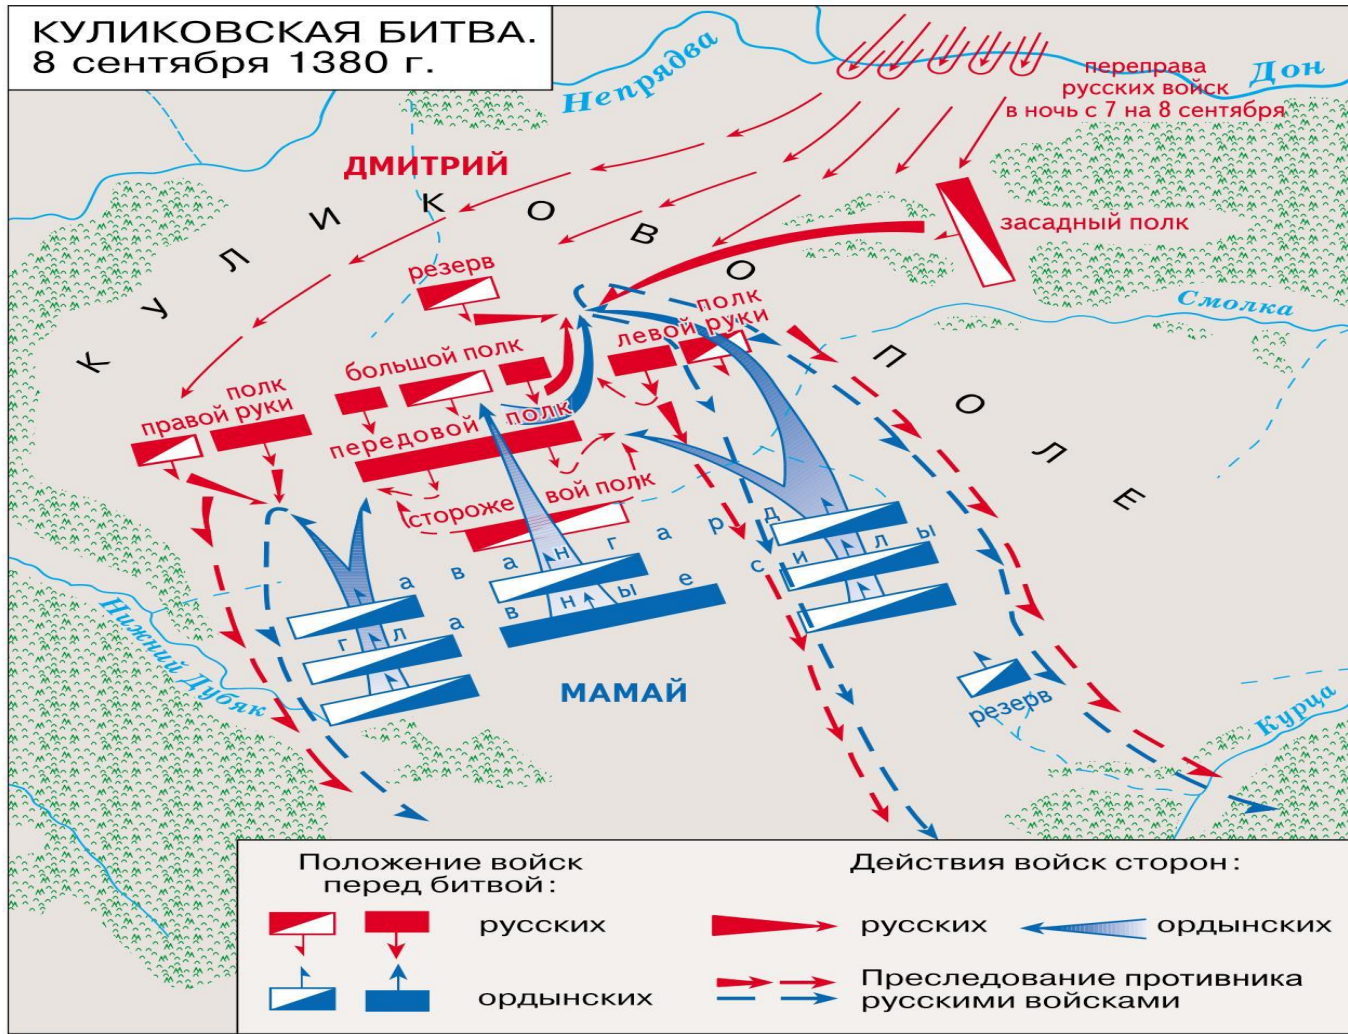 КУЛИКОВСКАЯ БИТВА.
8 сентября 1380 г.
Непрядва
Дон
переправа
русских войск
в ночь с 7 на 8 сентября
ДМИТРИЙ
КУЛИКОВО ПОЛЕ
засадный полк
резерв
Смолка
полк
левой руки
большой полк
полк
правой руки
передовой полк
сторожевой полк
авангард
главные силы
Нижний Дубяк
МАМАЙ
резерв
Курца
Положение войск
перед битвой:
русских
ордынских
Действия войск сторон:
русских
ордынских
Преследование противника
русскими войсками